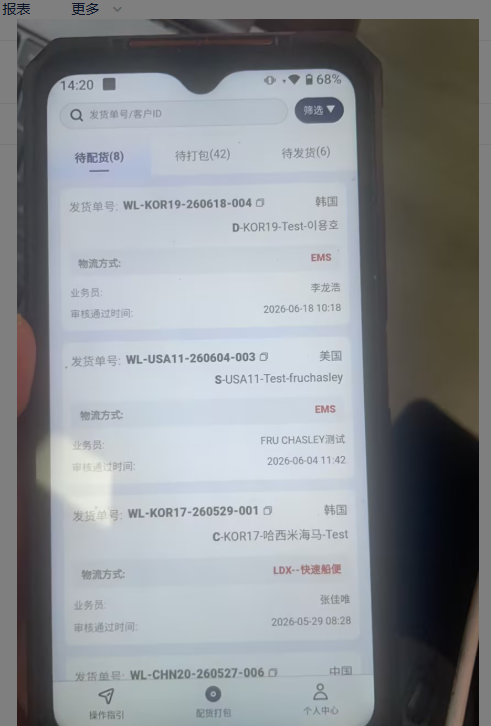 报表 更多
14:20 68%
发货单号/客户ID 筛选▼
待配货(8) 待打包(42) 待发货(6)
发货单号: WL-KOR19-260618-004 韩国
D-KOR19-Test-이용호
物流方式: EMS
业务员: 李龙浩
审核通过时间: 2026-06-18 10:18
发货单号: WL-USA11-260604-003 美国
S-USA11-Test-fruchasley
物流方式: EMS
业务员: FRU CHASLEY测试
审核通过时间: 2026-06-04 11:42
发货单号: WL-KOR17-260529-001 韩国
C-KOR17-哈西米海马-Test
物流方式: LDX--快速船便
业务员: 张佳唯
审核通过时间: 2026-05-29 08:28
发货单号: WL-CHN20-260527-006 中国
操作指引 配货打包 个人中心